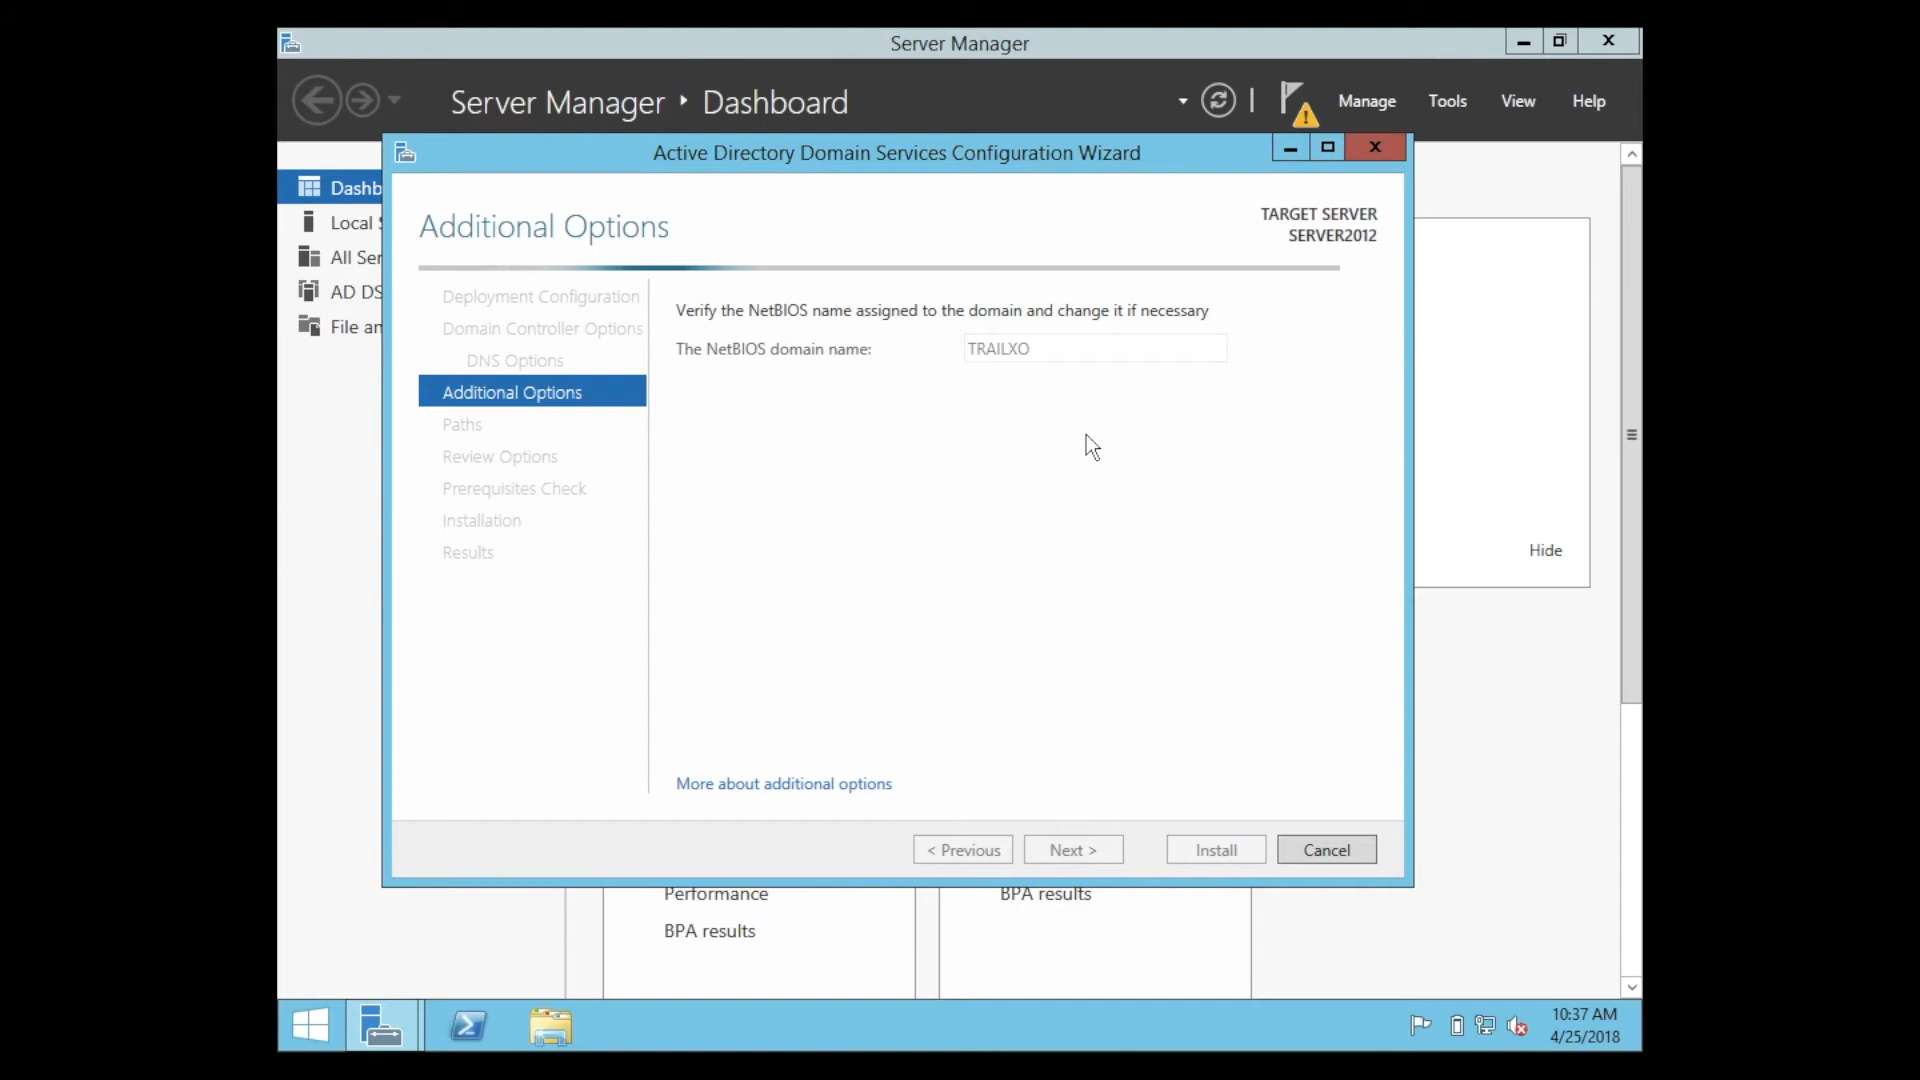 Server Manager
Server Manager ‣ Dashboard
Manage Tools View Help
Active Directory Domain Services Configuration Wizard
Dashb
Local S
All Ser
AD DS
File an
Additional Options
TARGET SERVER
SERVER2012
Deployment Configuration
Domain Controller Options
DNS Options
Additional Options
Paths
Review Options
Prerequisites Check
Installation
Results
Verify the NetBIOS name assigned to the domain and change it if necessary
The NetBIOS domain name: TRAILXO
More about additional options
Hide
< Previous Next > Install Cancel
Performance
BPA results
BPA results
10:37 AM
4/25/2018